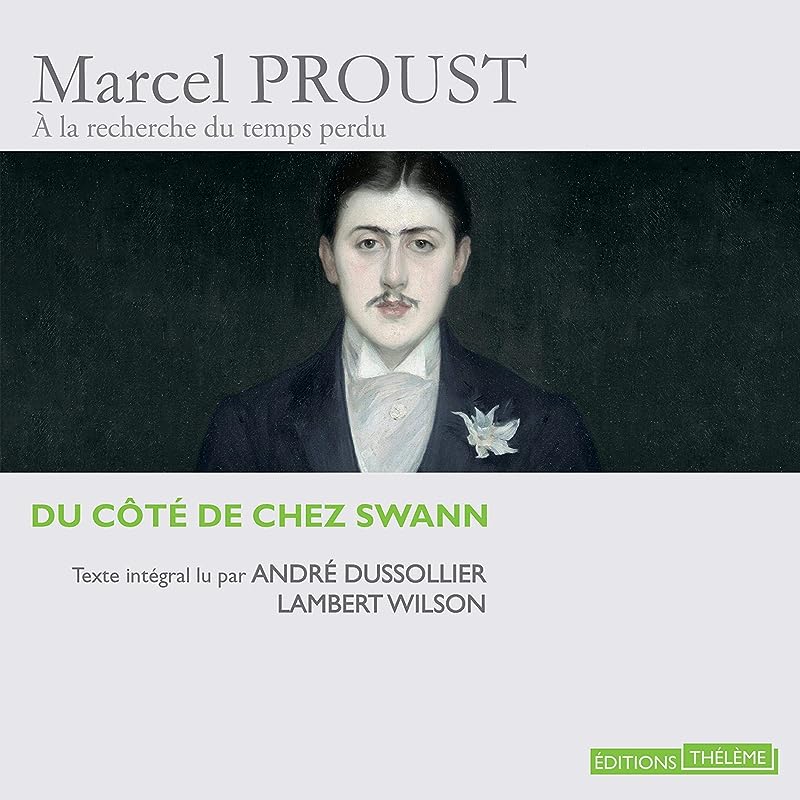 Marcel PROUST
À la recherche du temps perdu
DU CÔTÉ DE CHEZ SWANN
Texte intégral lu par ANDRÉ DUSSOLLIER
LAMBERT WILSON
ÉDITIONS THÉLÈME